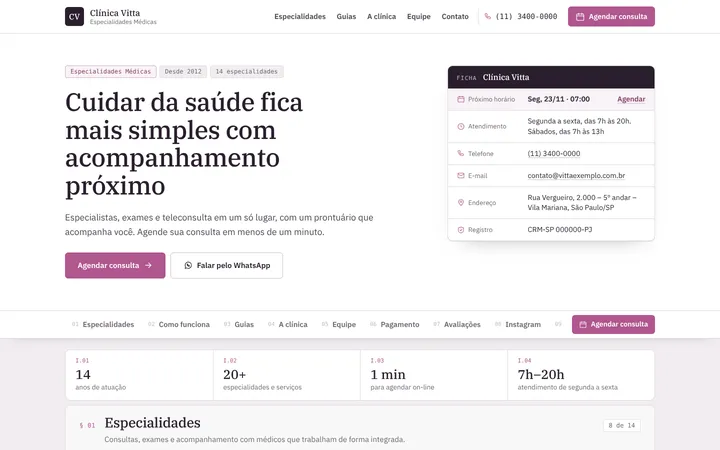 CV
Clínica Vitta
Especialidades Médicas
Especialidades Guias A clínica Equipe Contato
(11) 3400-0000
Agendar consulta
Especialidades Médicas
Desde 2012
14 especialidades
Cuidar da saúde fica
mais simples com
acompanhamento
próximo
Especialistas, exames e teleconsulta em um só lugar, com um prontuário que
acompanha você. Agende sua consulta em menos de um minuto.
Agendar consulta →
Falar pelo WhatsApp
FICHA Clínica Vitta
Próximo horário Seg, 23/11 · 07:00 Agendar
Atendimento Segunda a sexta, das 7h às 20h.
Sábados, das 7h às 13h
Telefone (11) 3400-0000
E-mail contato@vittaexemplo.com.br
Endereço Rua Vergueiro, 2.000 – 5º andar –
Vila Mariana, São Paulo/SP
Registro CRM-SP 000000-PJ
01 Especialidades 02 Como funciona 03 Guias 04 A clínica 05 Equipe 06 Pagamento 07 Avaliações 08 Instagram 09
Agendar consulta
I.01
14
anos de atuação
I.02
20+
especialidades e serviços
I.03
1 min
para agendar on-line
I.04
7h–20h
atendimento de segunda a sexta
§ 01 Especialidades
8 de 14
Consultas, exames e acompanhamento com médicos que trabalham de forma integrada.